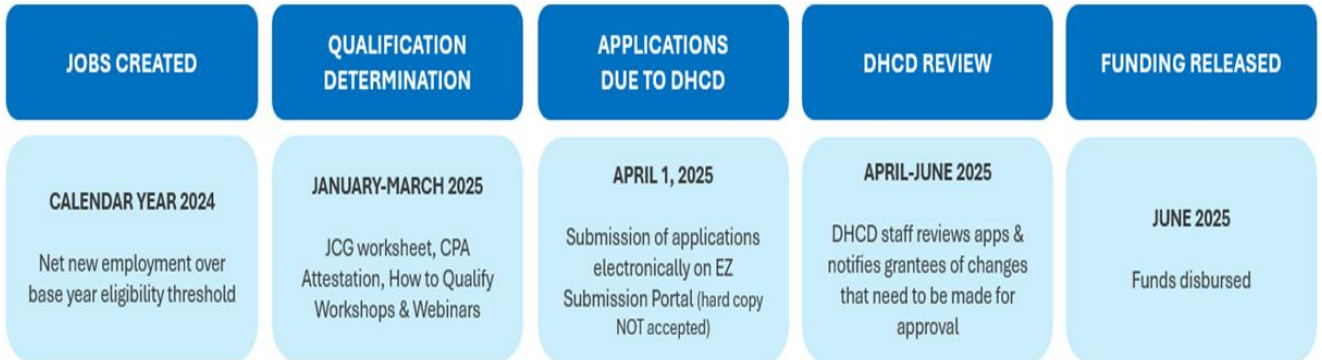 JOBS CREATED
QUALIFICATION
DETERMINATION
APPLICATIONS
DUE TO DHCD
DHCD REVIEW
FUNDING RELEASED
CALENDAR YEAR 2024
Net new employment over
base year eligibility threshold
JANUARY-MARCH 2025
JCG worksheet, CPA
Attestation, How to Qualify
Workshops & Webinars
APRIL 1, 2025
Submission of applications
electronically on EZ
Submission Portal (hard copy
NOT accepted)
APRIL-JUNE 2025
DHCD staff reviews apps &
notifies grantees of changes
that need to be made for
approval
JUNE 2025
Funds disbursed